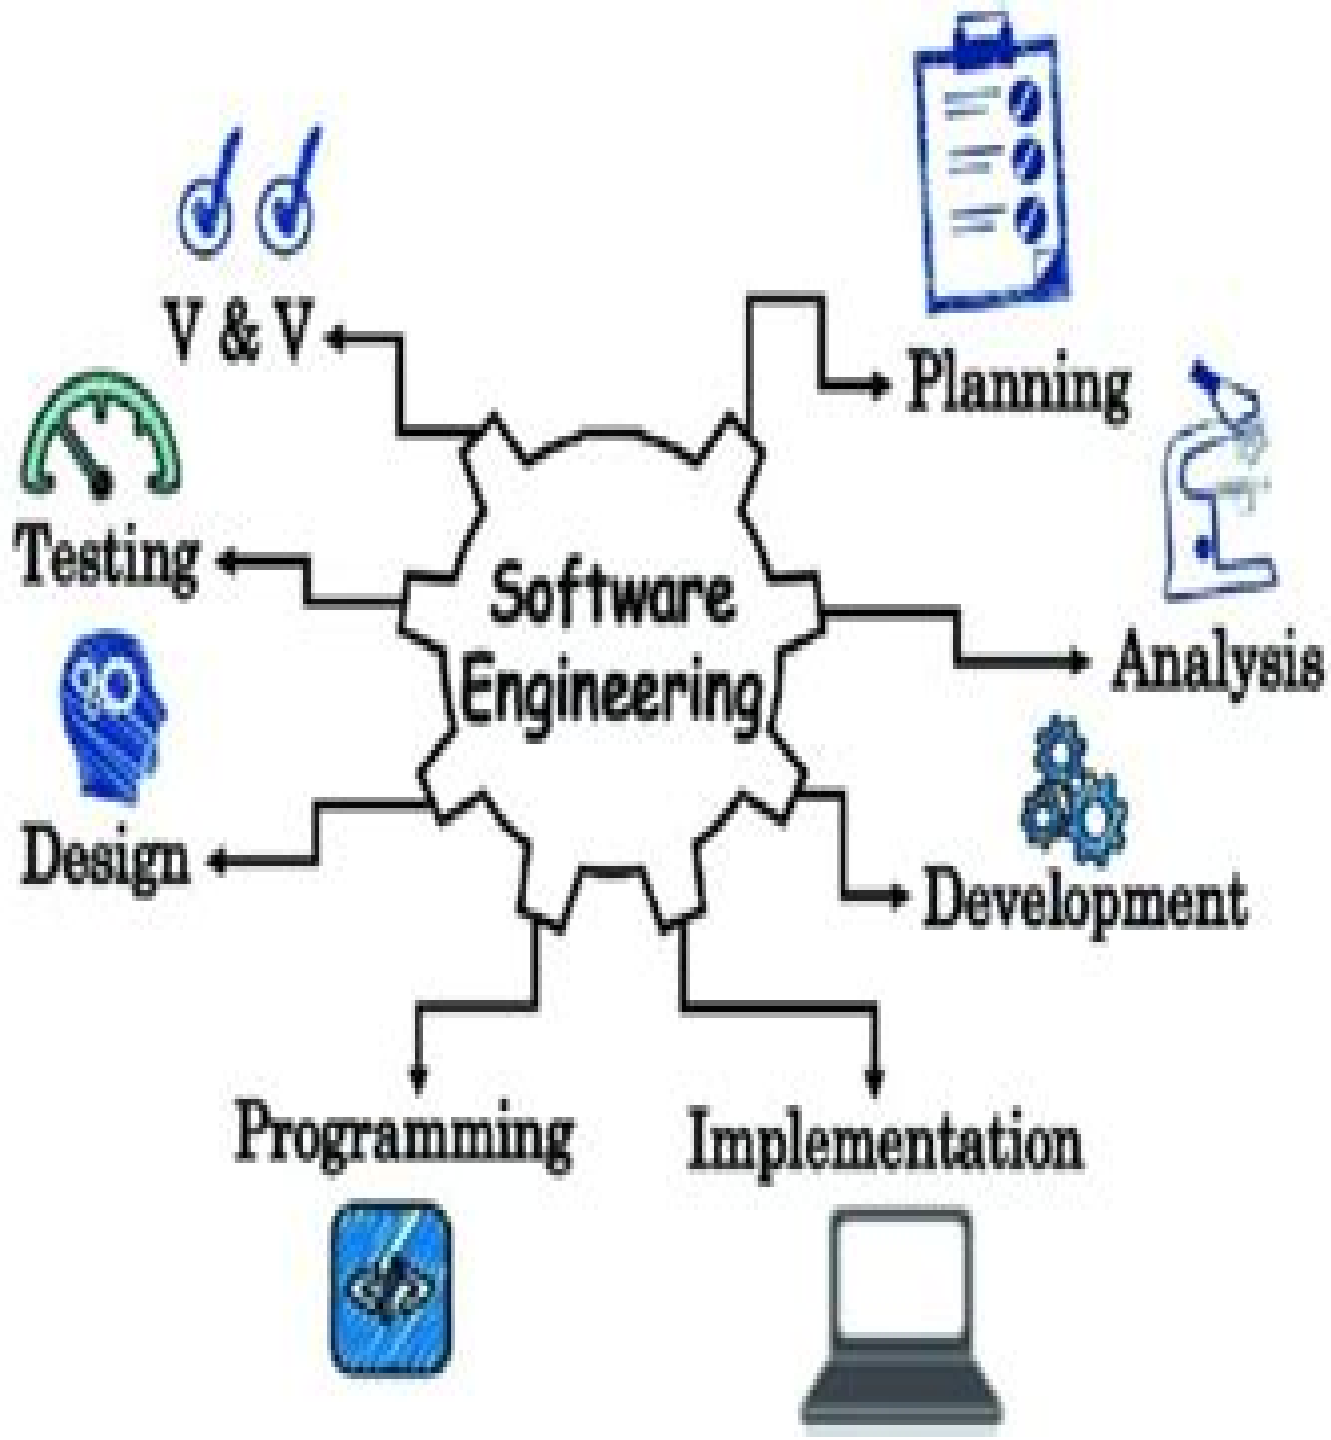 V & V
Planning
Testing
Software
Engineering
Analysis
Design
Development
Programming
Implementation